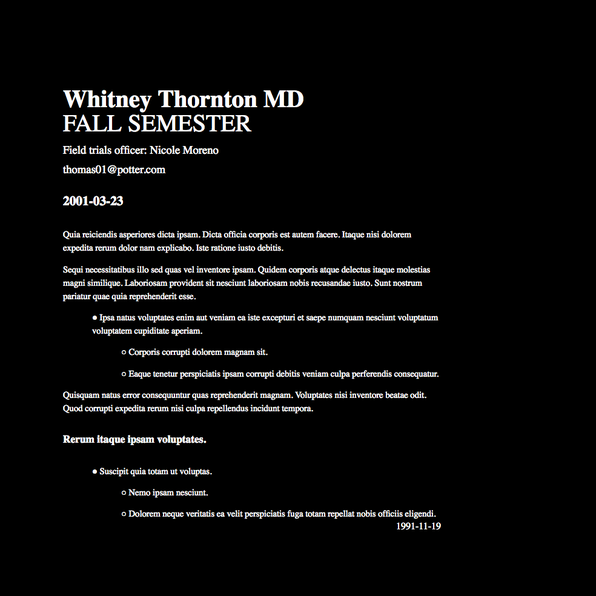 Whitney Thornton MD
FALL SEMESTER
Field trials officer: Nicole Moreno
thomas01@potter.com
2001-03-23
Quia reiciendis asperiores dicta ipsam. Dicta officia corporis est autem facere. Itaque nisi dolorem
expedita rerum dolor nam explicabo. Iste ratione iusto debitis.
Sequi necessitatibus illo sed quas vel inventore ipsam. Quidem corporis atque delectus itaque molestias
magni similique. Laboriosam provident sit nesciunt laboriosam nobis recusandae iusto. Sunt nostrum
pariatur quae quia reprehenderit esse.
● Ipsa natus voluptates enim aut veniam ea iste excepturi et saepe numquam nesciunt voluptatum
voluptatem cupiditate aperiam.
○ Corporis corrupti dolorem magnam sit.
○ Eaque tenetur perspiciatis ipsam corrupti debitis veniam culpa perferendis consequatur.
Quisquam natus error consequuntur quas reprehenderit magnam. Voluptates nisi inventore beatae odit.
Quod corrupti expedita rerum nisi culpa repellendus incidunt tempora.
Rerum itaque ipsam voluptates.
● Suscipit quia totam ut voluptas.
○ Nemo ipsam nesciunt.
○ Dolorem neque veritatis ea velit perspiciatis fuga totam repellat nobis officiis eligendi.
1991-11-19